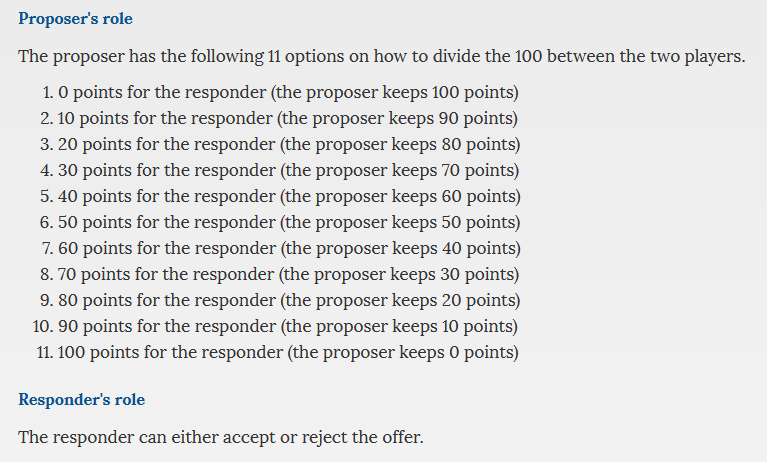 Proposer's role
The proposer has the following 11 options on how to divide the 100 between the two players.
1. 0 points for the responder (the proposer keeps 100 points)
2. 10 points for the responder (the proposer keeps 90 points)
3. 20 points for the responder (the proposer keeps 80 points)
4. 30 points for the responder (the proposer keeps 70 points)
5. 40 points for the responder (the proposer keeps 60 points)
6. 50 points for the responder (the proposer keeps 50 points)
7. 60 points for the responder (the proposer keeps 40 points)
8. 70 points for the responder (the proposer keeps 30 points)
9. 80 points for the responder (the proposer keeps 20 points)
10. 90 points for the responder (the proposer keeps 10 points)
11. 100 points for the responder (the proposer keeps 0 points)
Responder's role
The responder can either accept or reject the offer.